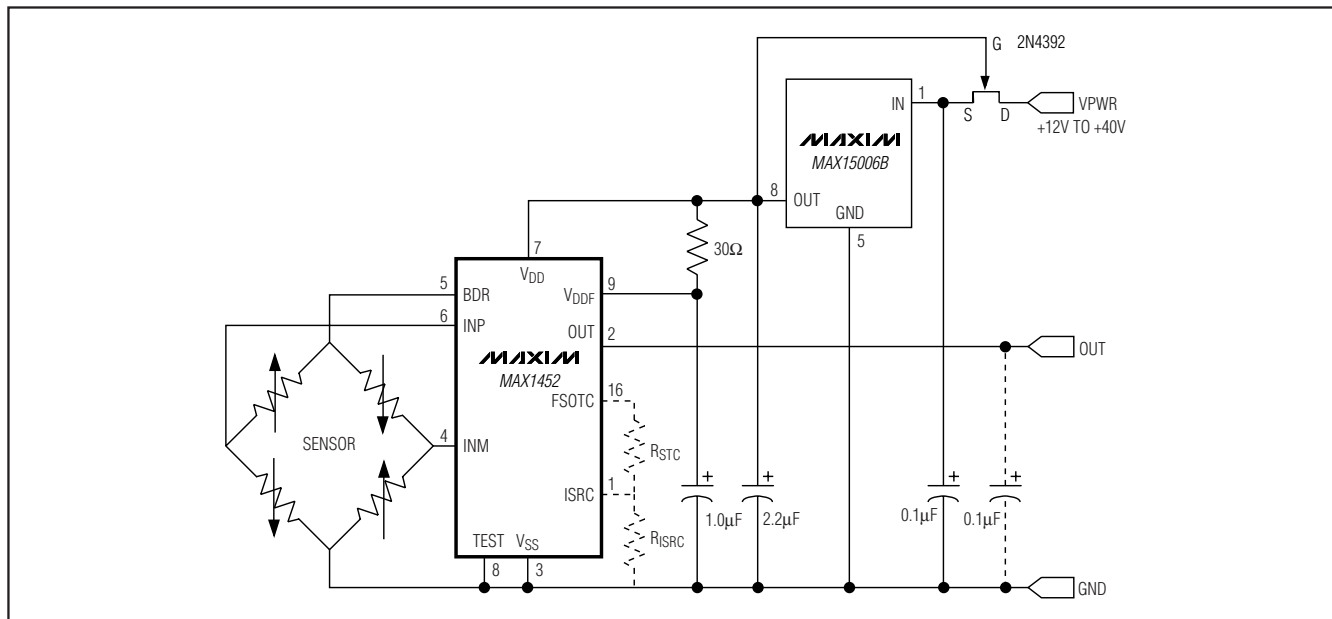 G 2N4392
IN 1
S D VPWR
+12V TO +40V
MAXIM
MAX15006B
8 OUT
GND
5
30Ω
7
VDD
5 BDR
VDDF 9
6 INP
OUT 2
OUT
MAXIM
MAX1452
FSOTC 16
SENSOR
4 INM
RSTC
ISRC 1
+ + + +
1.0µF 2.2µF 0.1µF 0.1µF
RISRC
TEST VSS
8 3
GND